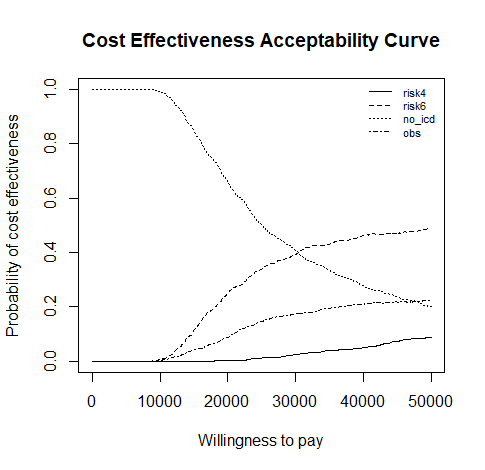 Cost Effectiveness Acceptability Curve
Probability of cost effectiveness
1.0
0.8
0.6
0.4
0.2
0.0
risk4
risk6
no_icd
obs
0 10000 20000 30000 40000 50000
Willingness to pay